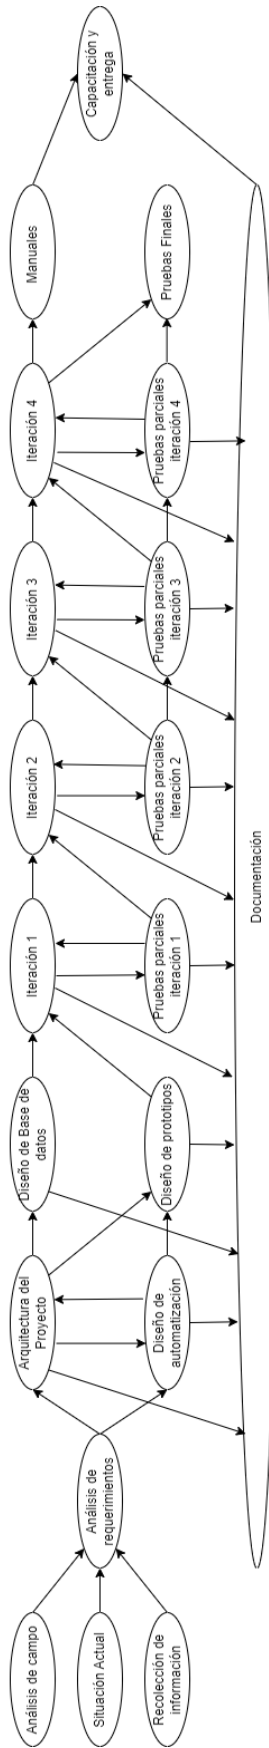 Análisis de campo
Situación Actual
Recolección de
información
Análisis de
requerimientos
Arquitectura del
Proyecto
Diseño de
automatización
Diseño de Base de
datos
Diseño de prototipos
Iteración 1
Pruebas parciales
iteración 1
Iteración 2
Pruebas parciales
iteración 2
Iteración 3
Pruebas parciales
iteración 3
Iteración 4
Pruebas parciales
iteración 4
Manuales
Pruebas Finales
Capacitación y
entrega
Documentación